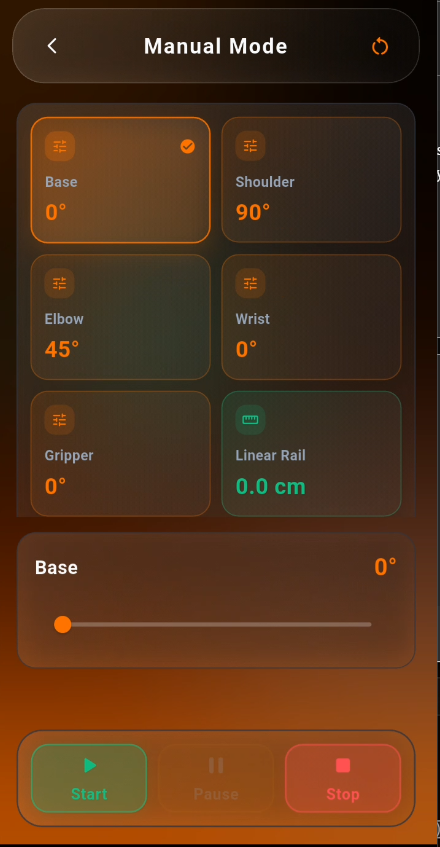 Manual Mode
Base
0°
Shoulder
90°
Elbow
45°
Wrist
0°
Gripper
0°
Linear Rail
0.0 cm
Base
0°
Start
Pause
Stop